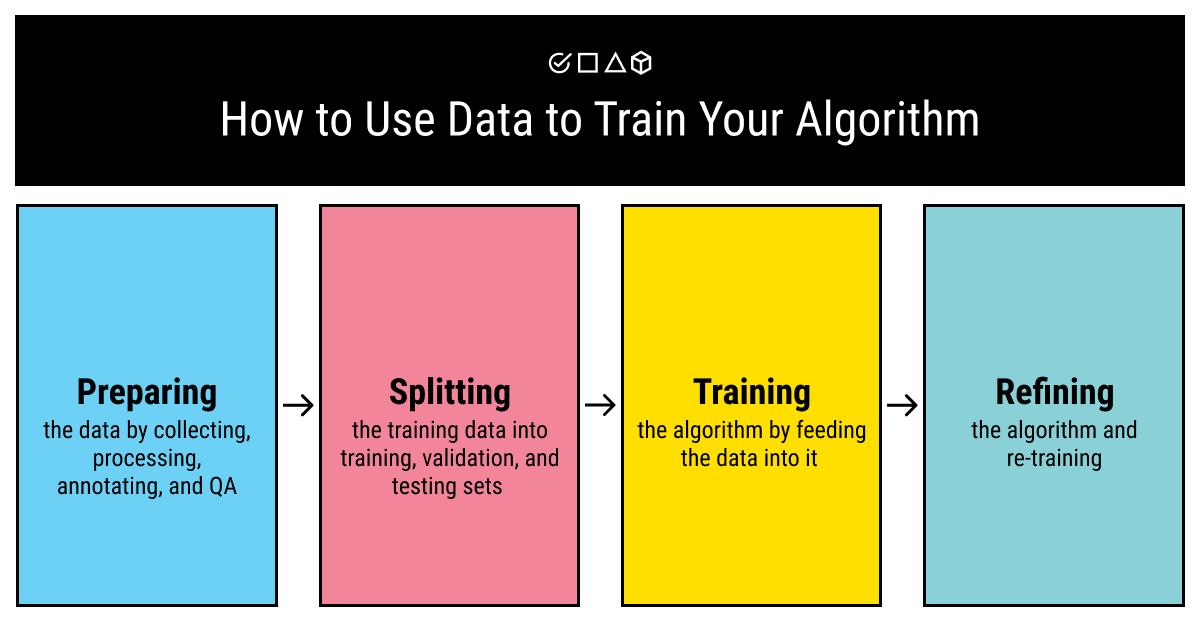 How to Use Data to Train Your Algorithm
Preparing
the data by collecting,
processing,
annotating, and QA
Splitting
the training data into
training, validation, and
testing sets
Training
the algorithm by feeding
the data into it
Refining
the algorithm and
re-training